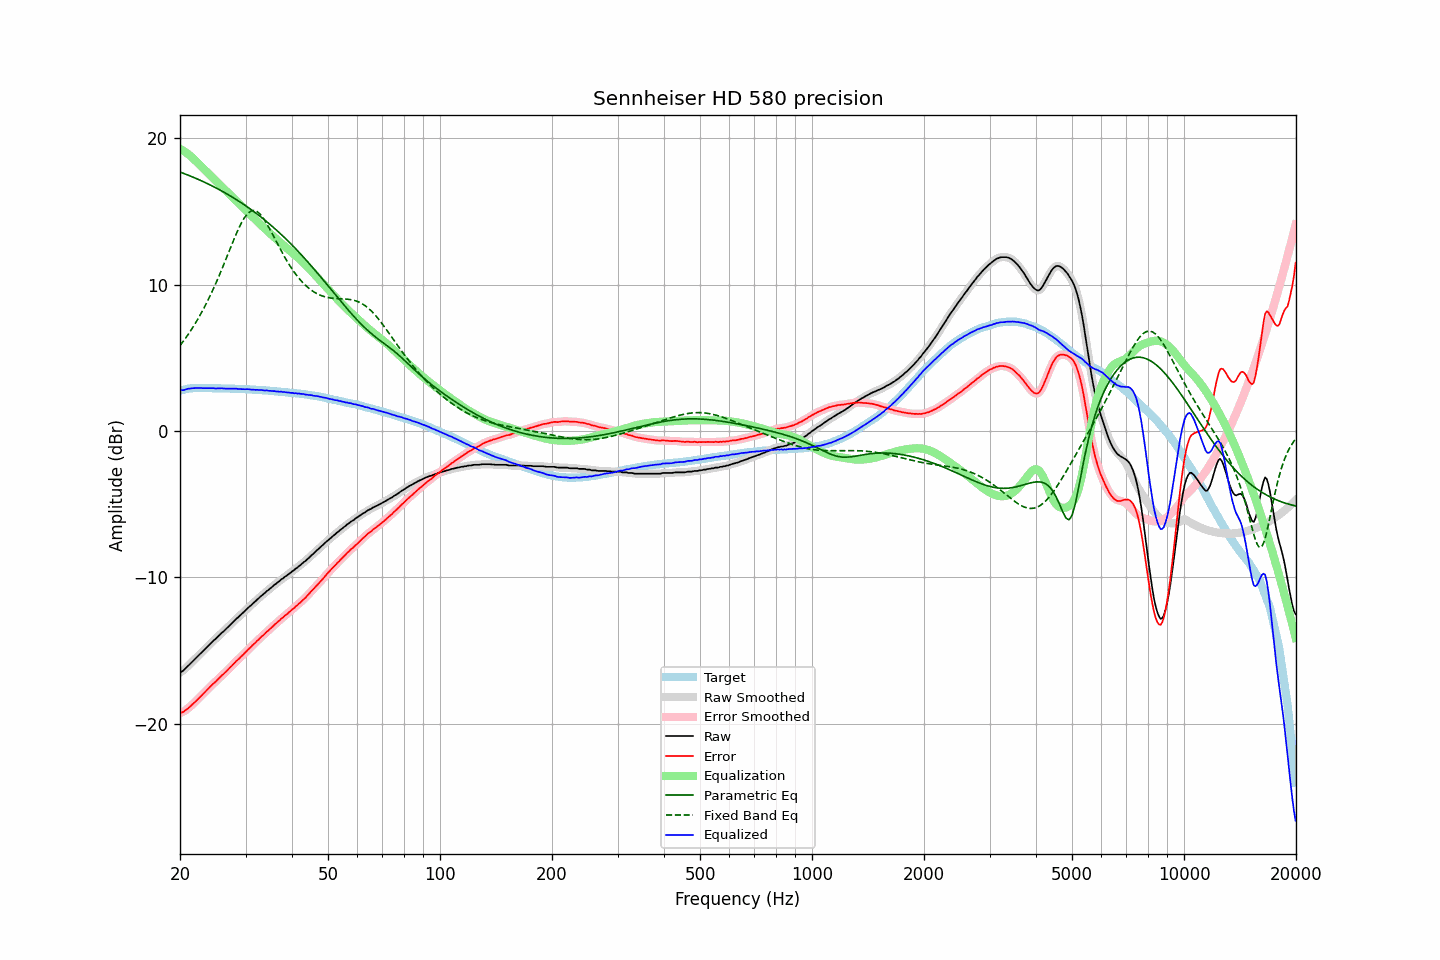 Sennheiser HD 580 precision
Amplitude (dBr)
20
10
0
−10
−20
Target
Raw Smoothed
Error Smoothed
Raw
Error
Equalization
Parametric Eq
Fixed Band Eq
Equalized
20 50 100 200 500 1000 2000 5000 10000 20000
Frequency (Hz)